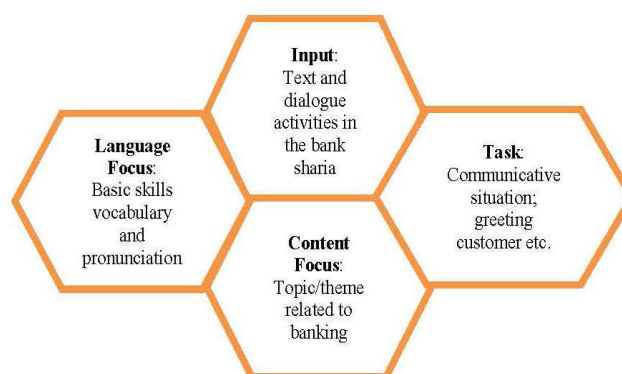 Input:
Text and
dialogue
activities in
the bank
sharia
Language
Focus:
Basic skills
vocabulary
and
pronunciation
Task:
Communicative
situation;
greeting
customer etc.
Content
Focus:
Topic/theme
related to
banking